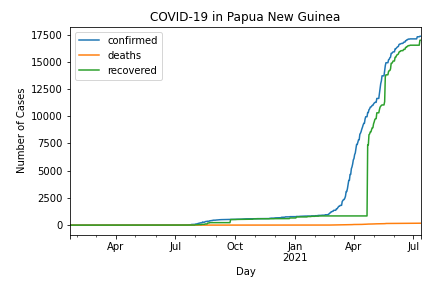 COVID-19 in Papua New Guinea
confirmed
deaths
recovered
17500
15000
12500
10000
7500
5000
2500
0
Number of Cases
Apr Jul Oct Jan Apr Jul
2021
Day